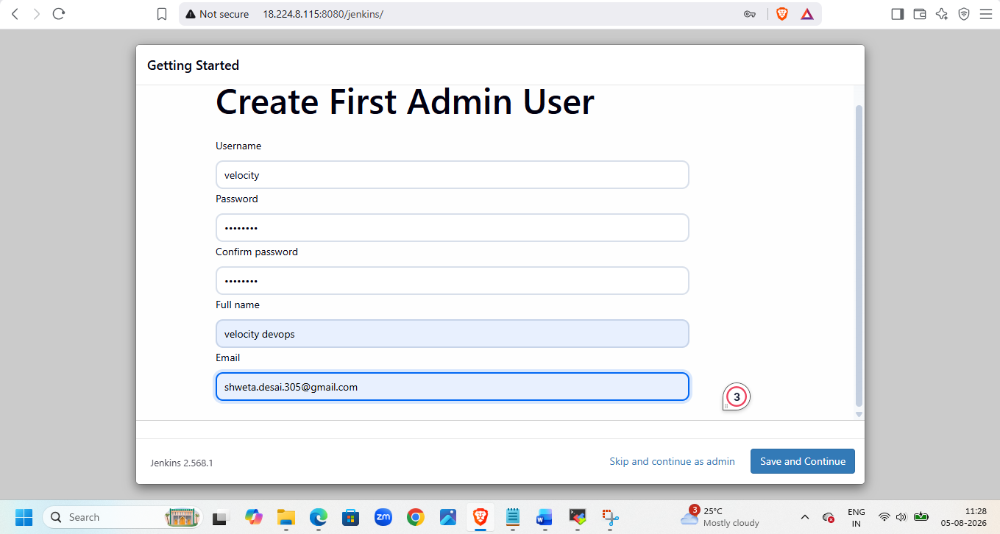 Not secure 18.224.8.115:8080/jenkins/
Getting Started
Create First Admin User
Username
velocity
Password
••••••••
Confirm password
••••••••
Full name
velocity devops
Email
shweta.desai.305@gmail.com
3
Jenkins 2.568.1
Skip and continue as admin
Save and Continue
Search
zm
W
3
25°C
Mostly cloudy
ENG
IN
11:28
05-08-2026